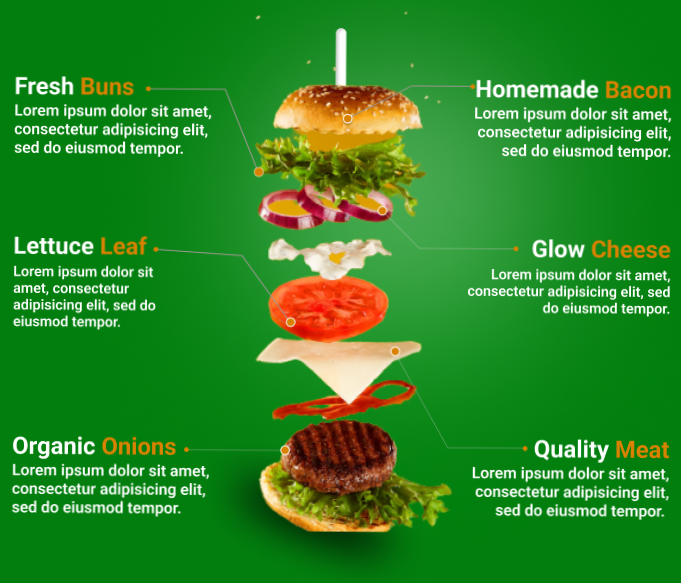 Fresh Buns
Lorem ipsum dolor sit amet,
consectetur adipisicing elit,
sed do eiusmod tempor.
Homemade Bacon
Lorem ipsum dolor sit amet,
consectetur adipisicing elit,
sed do eiusmod tempor.
Lettuce Leaf
Lorem ipsum dolor sit
amet, consectetur
adipisicing elit, sed do
eiusmod tempor.
Glow Cheese
Lorem ipsum dolor sit amet,
consectetur adipisicing elit, sed
do eiusmod tempor.
Organic Onions
Lorem ipsum dolor sit amet,
consectetur adipisicing elit,
sed do eiusmod tempor.
Quality Meat
Lorem ipsum dolor sit amet,
consectetur adipisicing elit,
sed do eiusmod tempor.